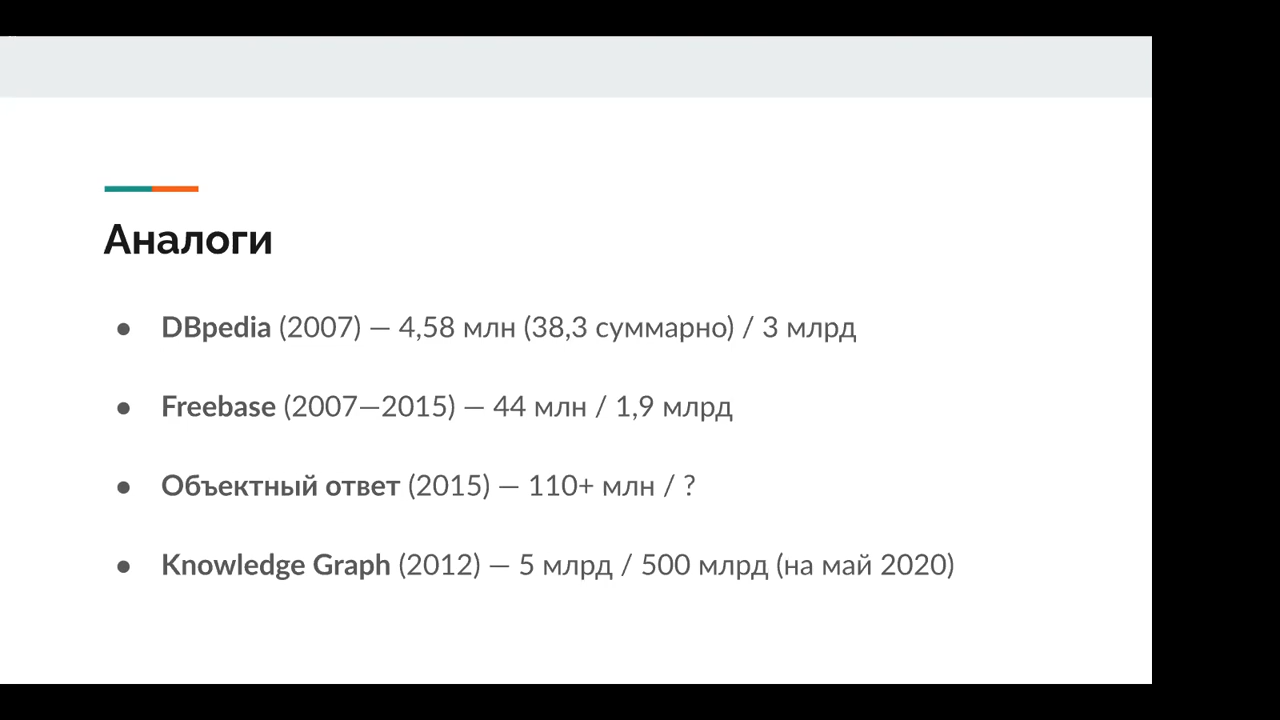 Аналоги
● DBpedia (2007) — 4,58 млн (38,3 суммарно) / 3 млрд
● Freebase (2007—2015) — 44 млн / 1,9 млрд
● Объектный ответ (2015) — 110+ млн / ?
● Knowledge Graph (2012) — 5 млрд / 500 млрд (на май 2020)